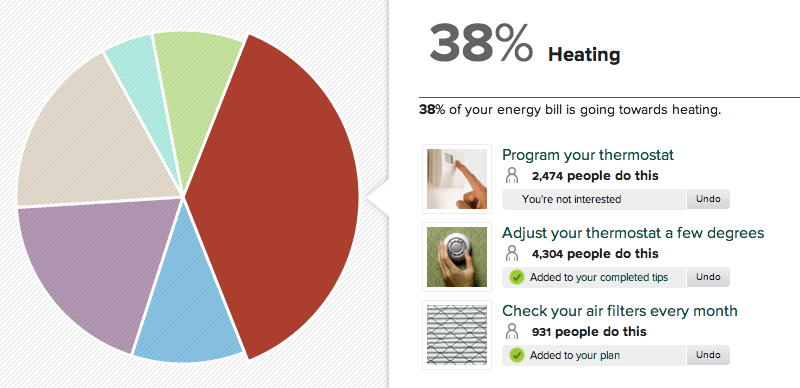 38% Heating
38% of your energy bill is going towards heating.
Program your thermostat
2,474 people do this
You're not interested Undo
Adjust your thermostat a few degrees
4,304 people do this
Added to your completed tips Undo
Check your air filters every month
931 people do this
Added to your plan Undo